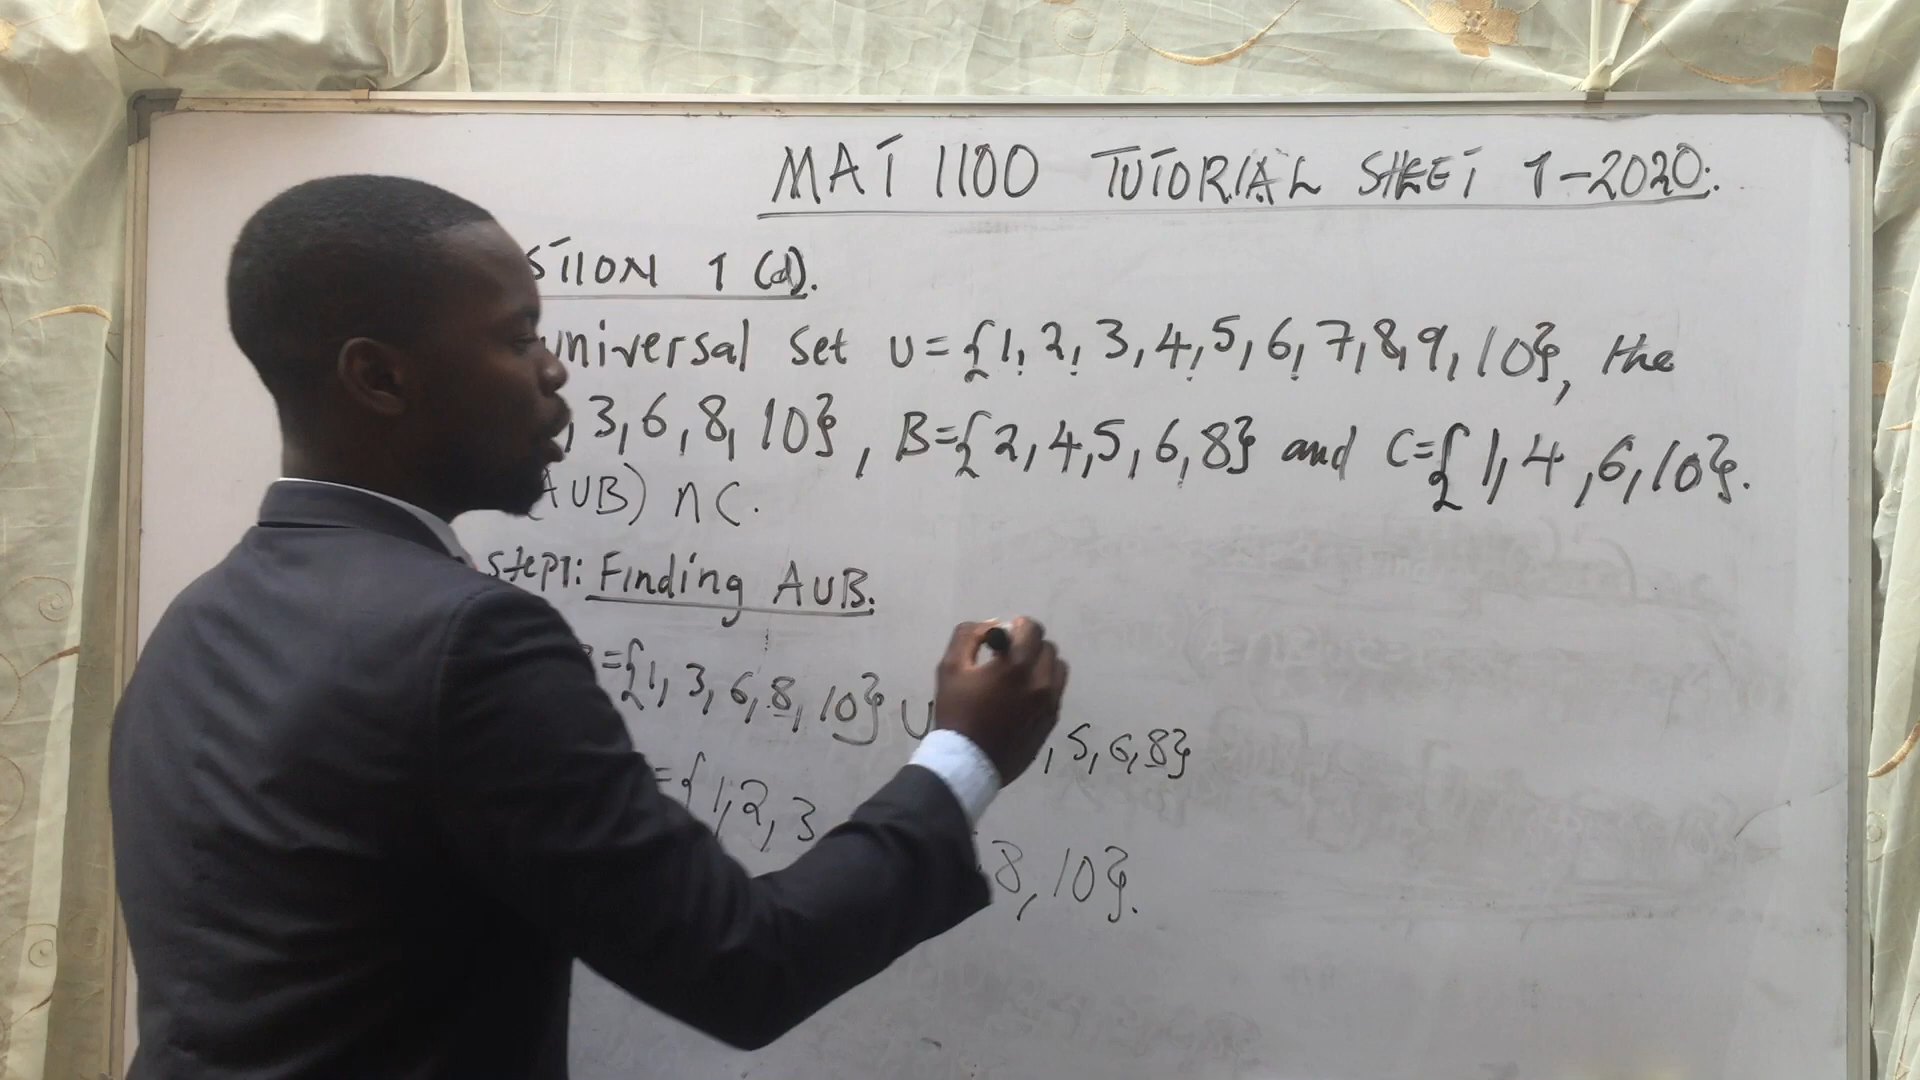 MAT 1100 TUTORIAL SHEET 1-2020.
STION 1 (d).
universal set U={1, 2, 3, 4, 5, 6, 7, 8, 9, 10}, the
, 3, 6, 8, 10}, B={2, 4, 5, 6, 8} and C={1, 4, 6, 10}.
(AUB) ∩ C.
step1: Finding AUB.
={1, 3, 6, 8, 10} U , 5, 6, 8}
={1, 2, 3 8, 10}.